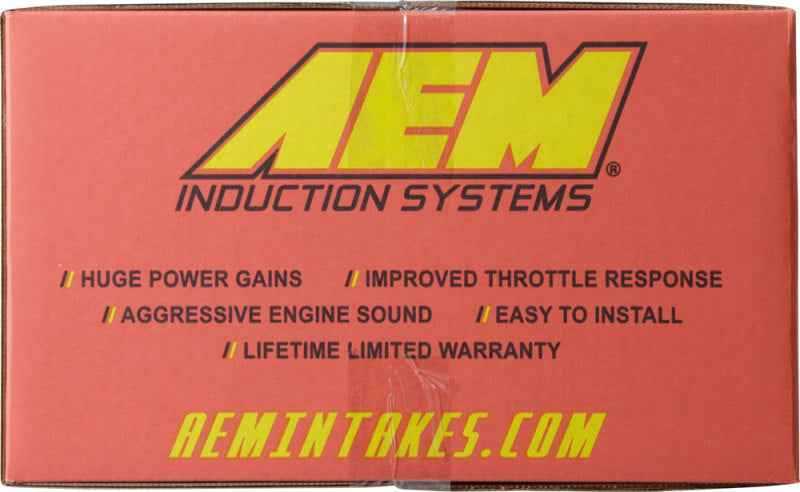 AEM®
INDUCTION SYSTEMS
// HUGE POWER GAINS // IMPROVED THROTTLE RESPONSE
// AGGRESSIVE ENGINE SOUND // EASY TO INSTALL
// LIFETIME LIMITED WARRANTY
AEMINTAKES.COM